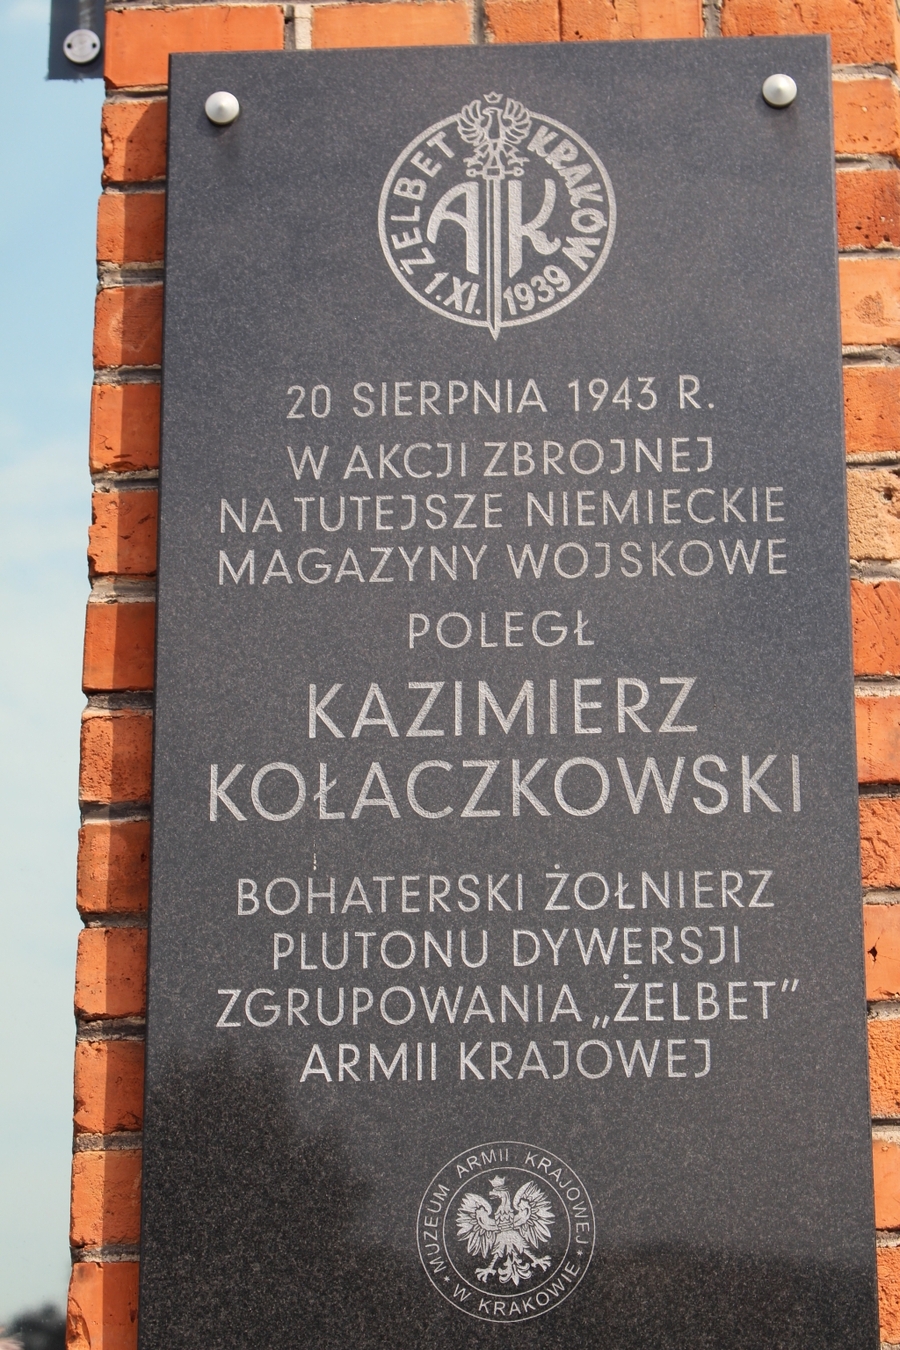 ŻELBET KRAKÓW
AK
1.XI. 1939
20 SIERPNIA 1943 R.
W AKCJI ZBROJNEJ
NA TUTEJSZE NIEMIECKIE
MAGAZYNY WOJSKOWE
POLEGŁ
KAZIMIERZ
KOŁACZKOWSKI
BOHATERSKI ŻOŁNIERZ
PLUTONU DYWERSJI
ZGRUPOWANIA „ŻELBET”
ARMII KRAJOWEJ
MUZEUM ARMII KRAJOWEJ
W KRAKOWIE